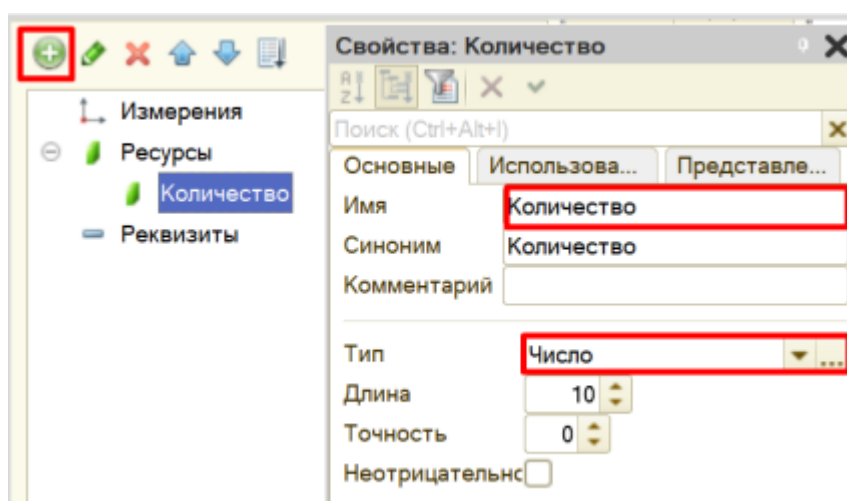 Свойства: Количество
Поиск (Ctrl+Alt+I)
Измерения
Ресурсы
Количество
Реквизиты
Основные Использова... Представле...
Имя Количество
Синоним Количество
Комментарий
Тип Число ...
Длина 10
Точность 0
Неотрицательно